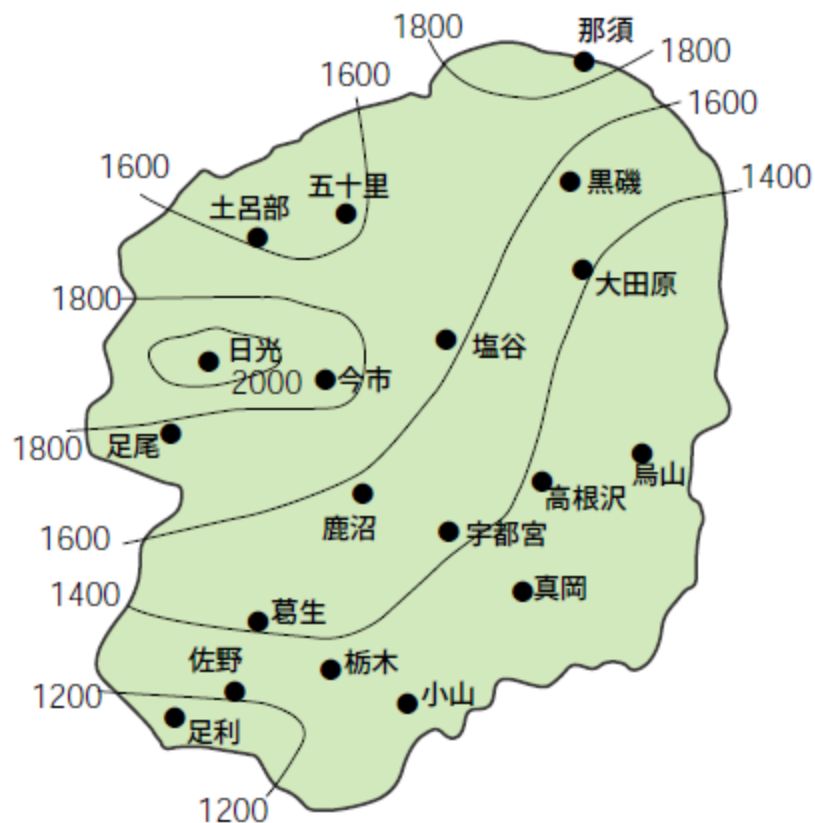 1800
那須
1800
1600
1600
1600
五十里
黒磯
1400
土呂部
大田原
1800
塩谷
日光
2000
今市
1800
足尾
烏山
高根沢
鹿沼
宇都宮
1600
1400
葛生
真岡
佐野
栃木
1200
小山
足利
1200